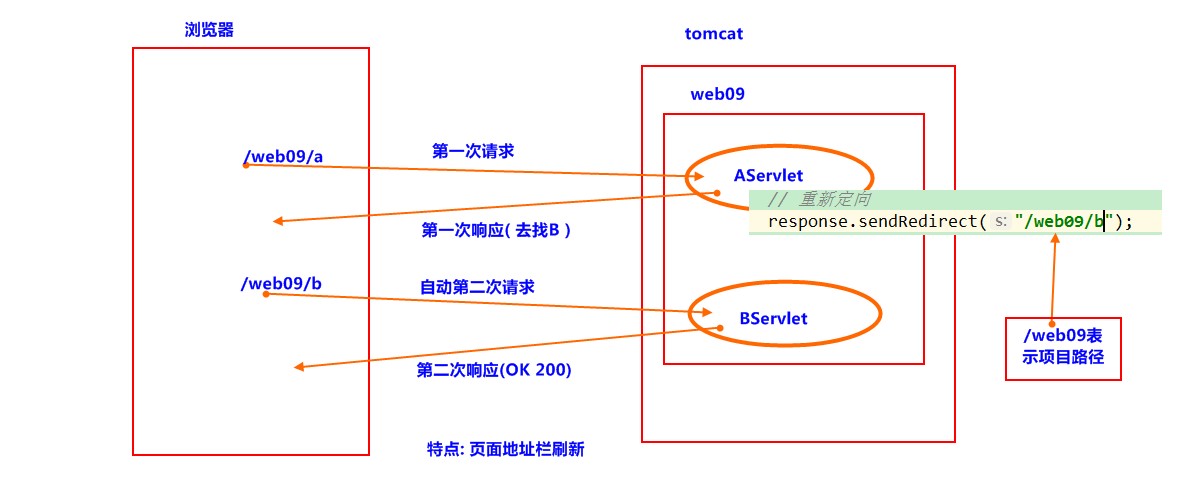 浏览器
tomcat
web09
/web09/a
第一次请求
AServlet
// 重新定向
response.sendRedirect( s: "/web09/b");
第一次响应( 去找B )
/web09/b
自动第二次请求
BServlet
/web09表
示项目路径
第二次响应(OK 200)
特点: 页面地址栏刷新